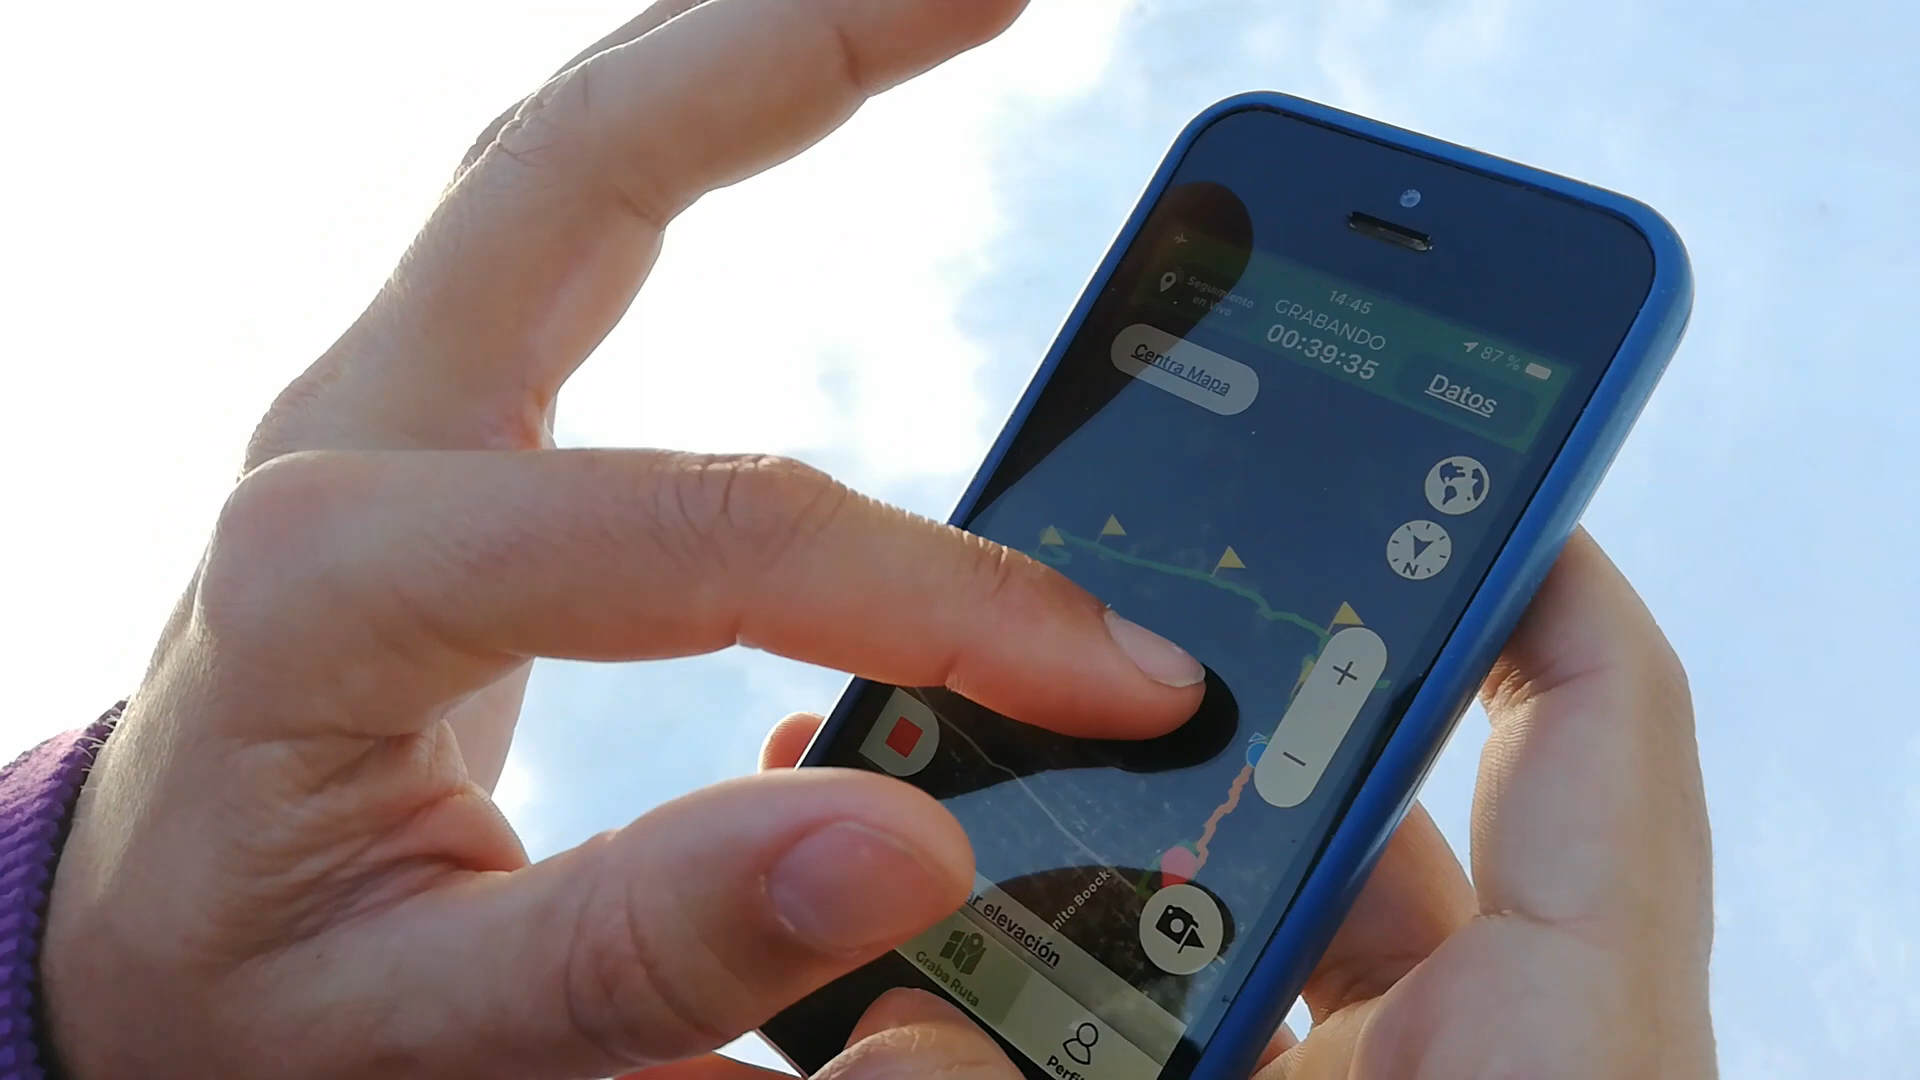 14:45
87 %
Seguimiento
en Vivo
GRABANDO
00:39:35
Datos
Centra Mapa
N
+
−
elevación
Graba Ruta